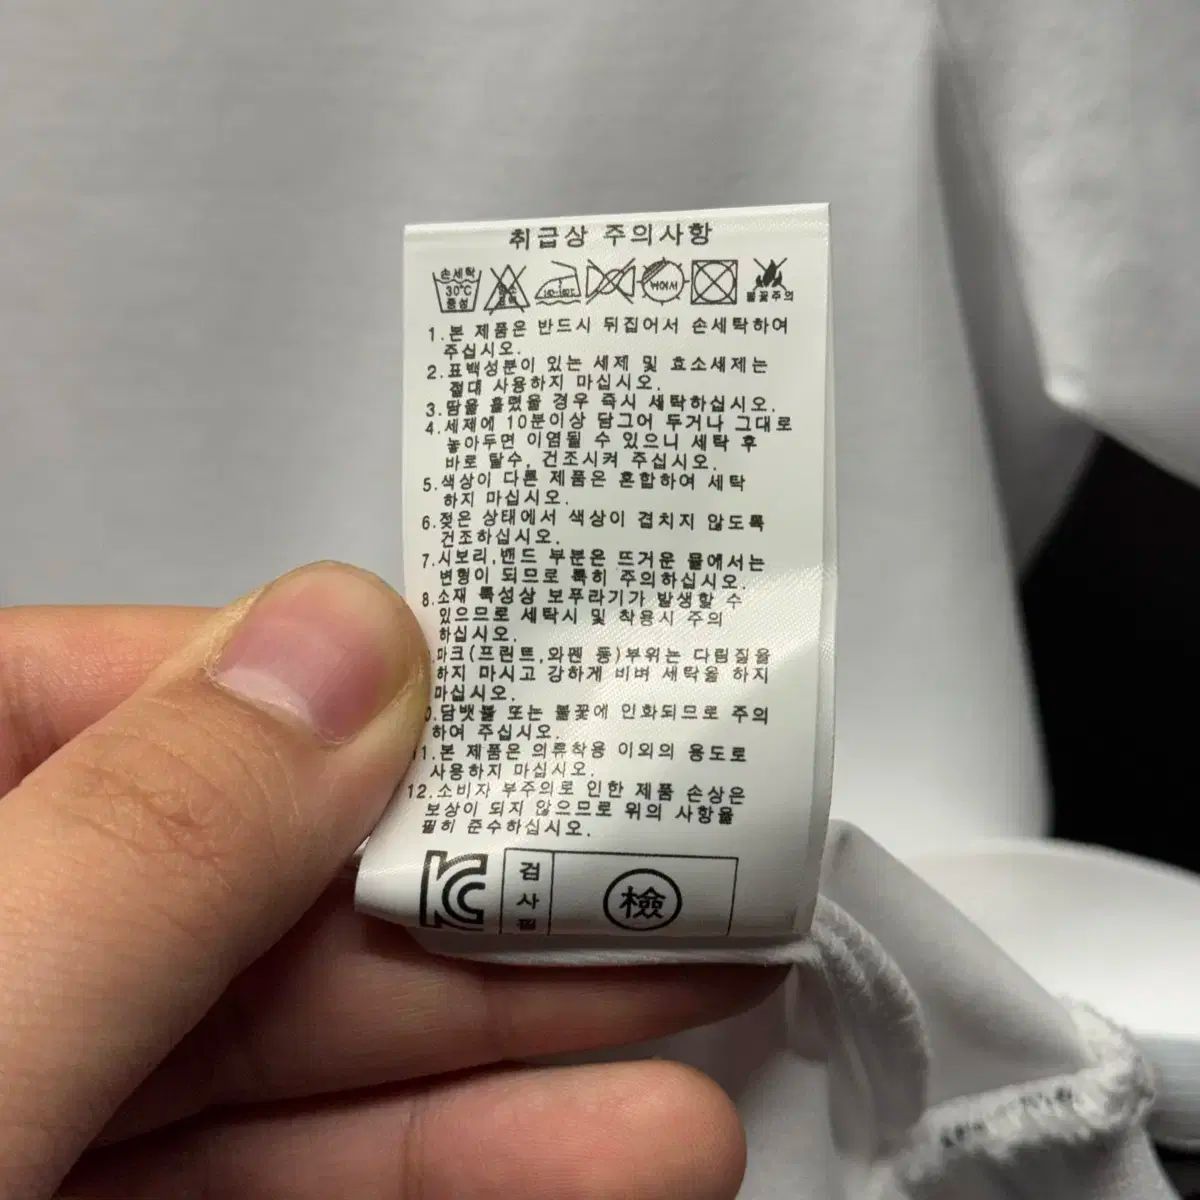 취급상 주의사항
손세탁
30℃
중성
염소
표백
140-160℃
뉘어서
불꽃주의
1.본 제품은 반드시 뒤집어서 손세탁하여
주십시오.
2.표백성분이 있는 세제 및 효소세제는
절대 사용하지 마십시오.
3.땀을 흘렸을 경우 즉시 세탁하십시오.
4.세제에 10분이상 담그어 두거나 그대로
놓아두면 이염될 수 있으니 세탁 후
바로 탈수, 건조시켜 주십시오.
5.색상이 다른 제품은 혼합하여 세탁
하지 마십시오.
6.젖은 상태에서 색상이 겹치지 않도록
건조하십시오.
7.시보리,밴드 부분은 뜨거운 물에서는
변형이 되므로 특히 주의하십시오.
8.소재 특성상 보푸라기가 발생할 수
있으므로 세탁시 및 착용시 주의
하십시오.
.마크(프린트,와펜 등)부위는 다림질을
하지 마시고 강하게 비벼 세탁을 하지
마십시오.
0.담뱃불 또는 불꽃에 인화되므로 주의
하여 주십시오.
11.본 제품은 의류착용 이외의 용도로
사용하지 마십시오.
12.소비자 부주의로 인한 제품 손상은
보상이 되지 않으므로 위의 사항을
필히 준수하십시오.
KC
검사필
檢